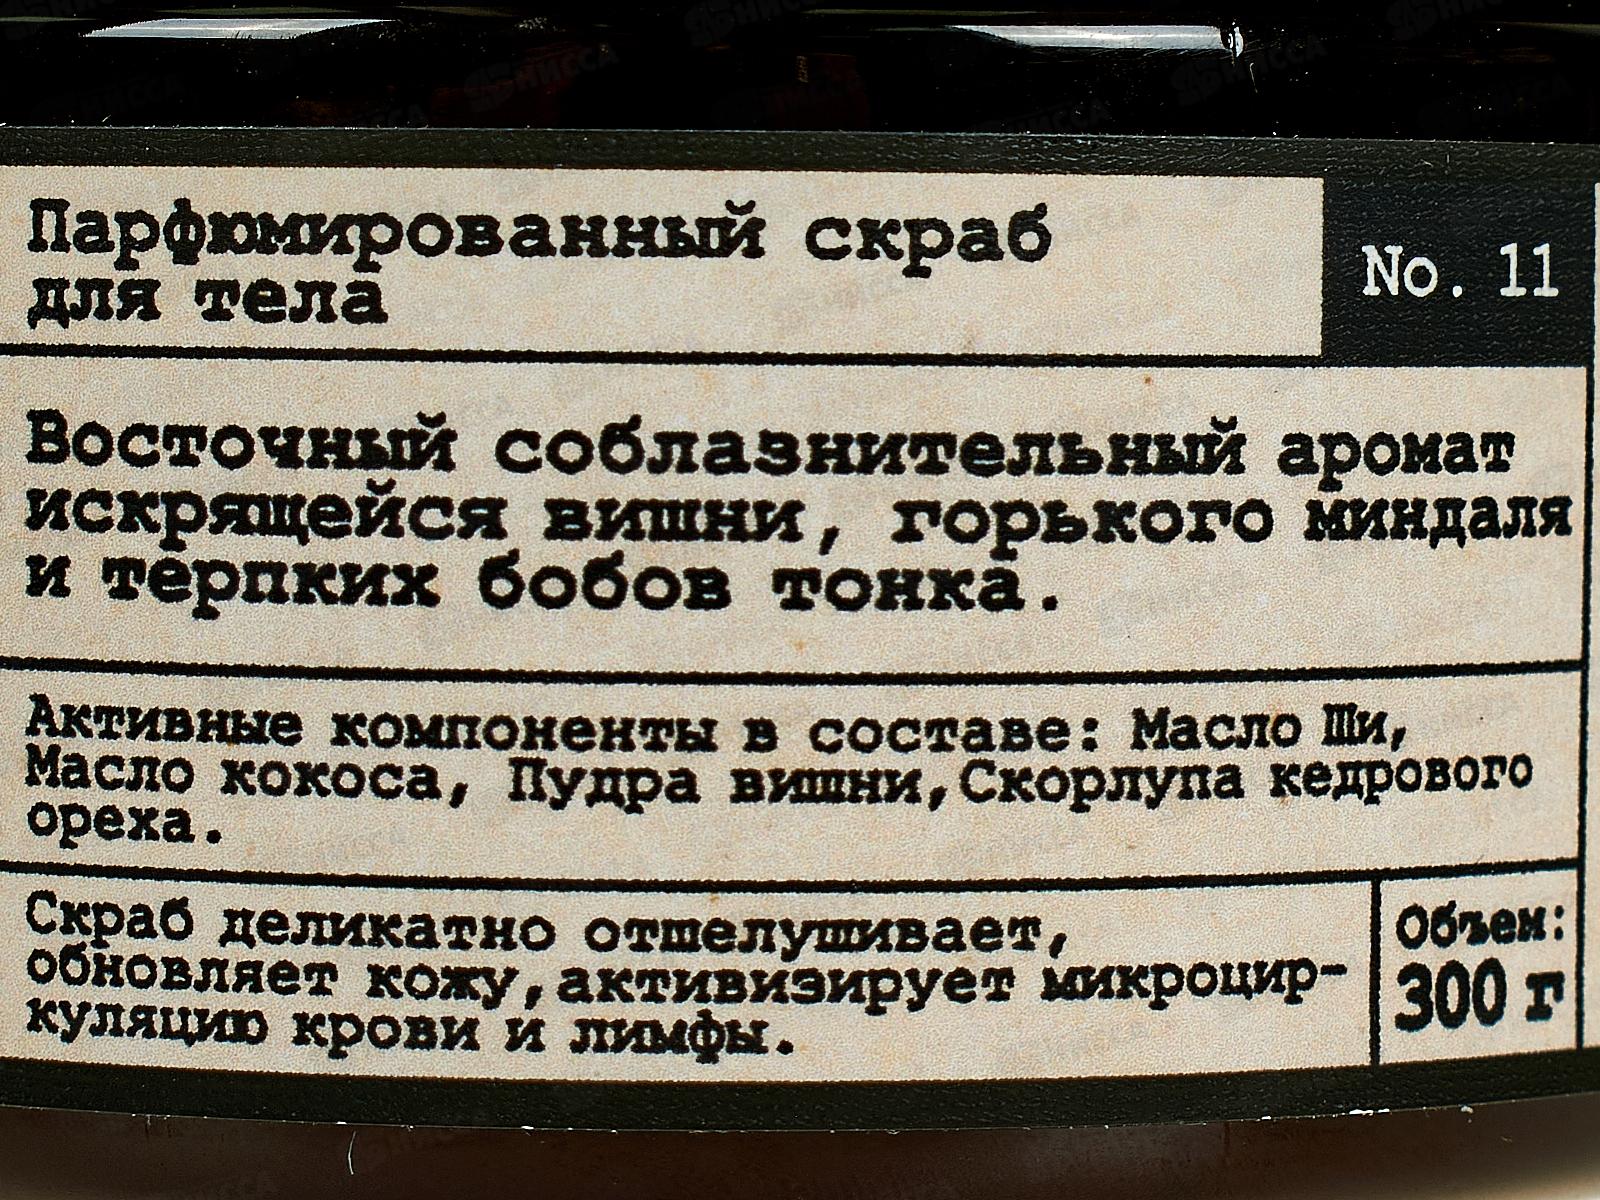 Парфюмированный скраб
для тела
No. 11
Восточный соблазнительный аромат
искрящейся вишни, горького миндаля
и терпких бобов тонка.
Активные компоненты в составе: Масло Ши,
Масло кокоса, Пудра вишни, Скорлупа кедрового
ореха.
Скраб деликатно отшелушивает,
обновляет кожу, активизирует микроцир-
куляцию крови и лимфы.
Объем:
300 г